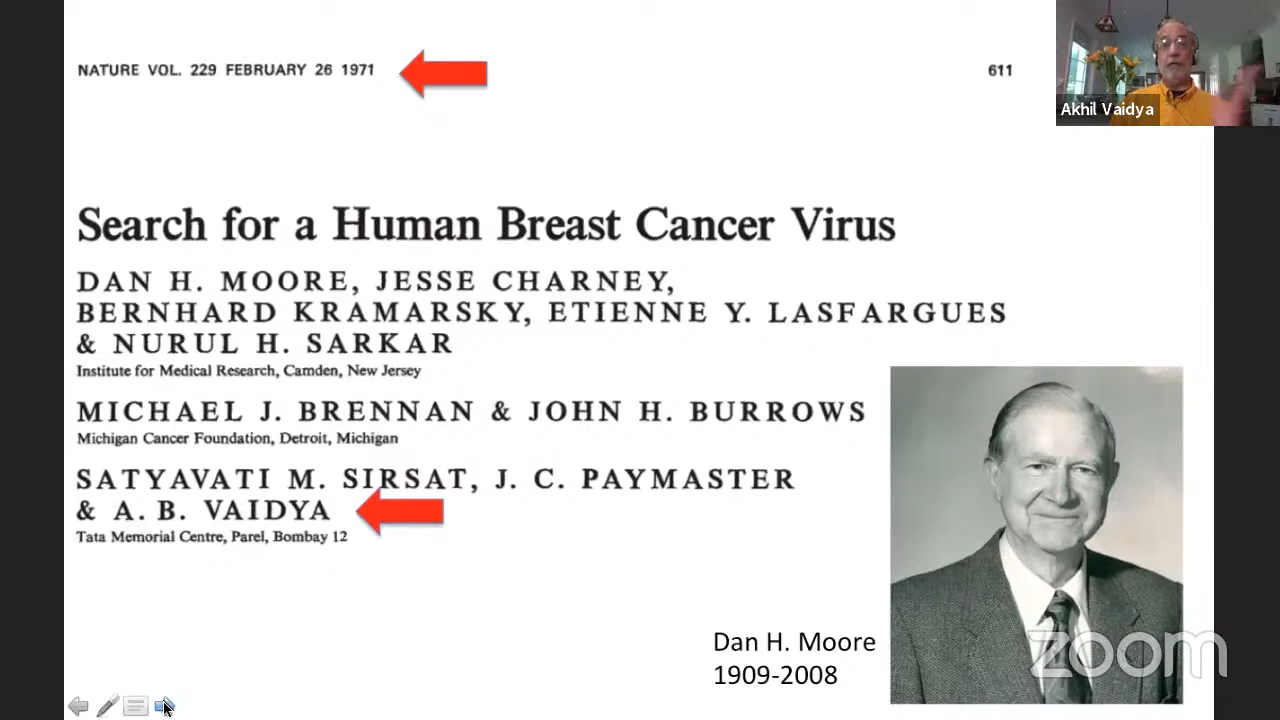 NATURE VOL. 229 FEBRUARY 26 1971
611
Akhil Vaidya
Search for a Human Breast Cancer Virus
DAN H. MOORE, JESSE CHARNEY,
BERNHARD KRAMARSKY, ETIENNE Y. LASFARGUES
& NURUL H. SARKAR
Institute for Medical Research, Camden, New Jersey
MICHAEL J. BRENNAN & JOHN H. BURROWS
Michigan Cancer Foundation, Detroit, Michigan
SATYAVATI M. SIRSAT, J. C. PAYMASTER
& A. B. VAIDYA
Tata Memorial Centre, Parel, Bombay 12
Dan H. Moore
1909-2008
zoom